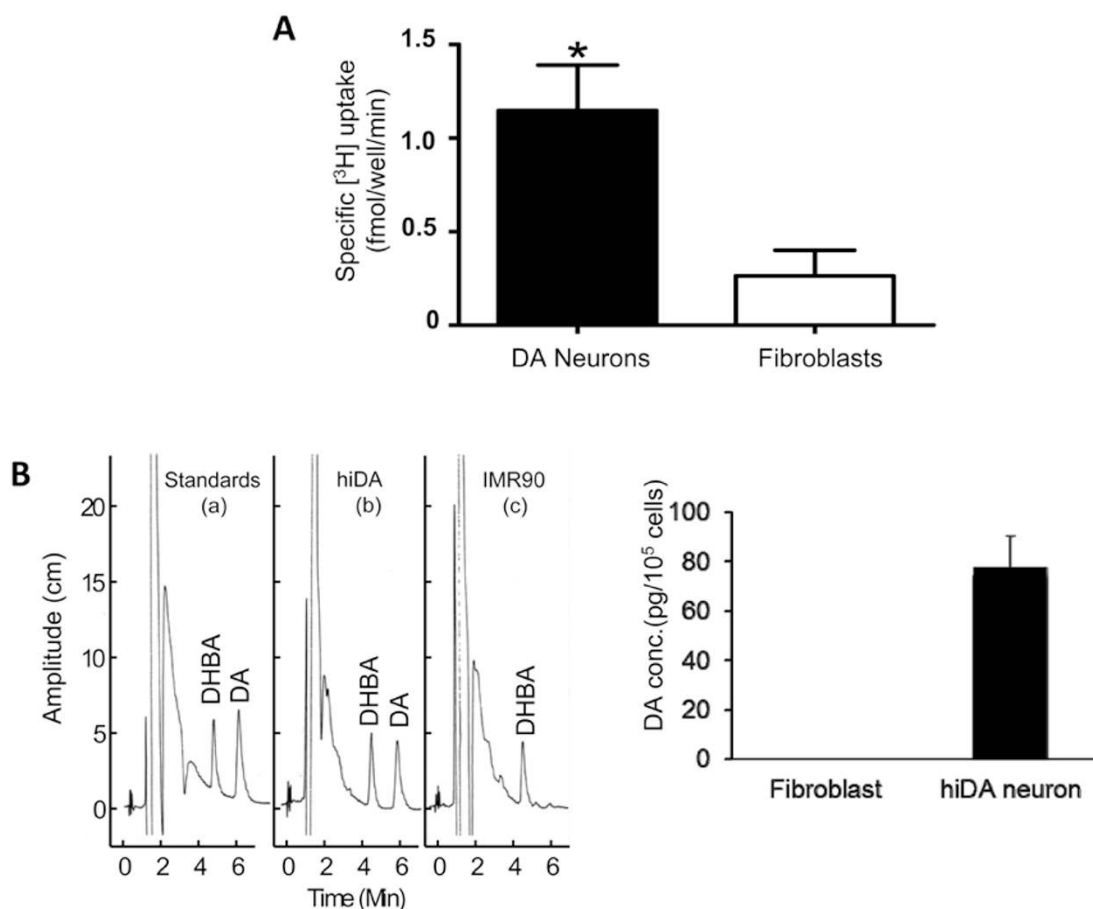 A
Specific [³H] uptake
(fmol/well/min)
1.5
1.0
0.5
0
*
DA Neurons
Fibroblasts
B
Amplitude (cm)
20
15
10
5
0
Standards
(a)
DHBA
DA
hiDA
(b)
DHBA
DA
IMR90
(c)
DHBA
0 2 4 6
0 2 4 6
0 2 4 6
Time (Min)
DA conc.(pg/10⁵ cells)
100
80
60
40
20
0
Fibroblast
hiDA neuron